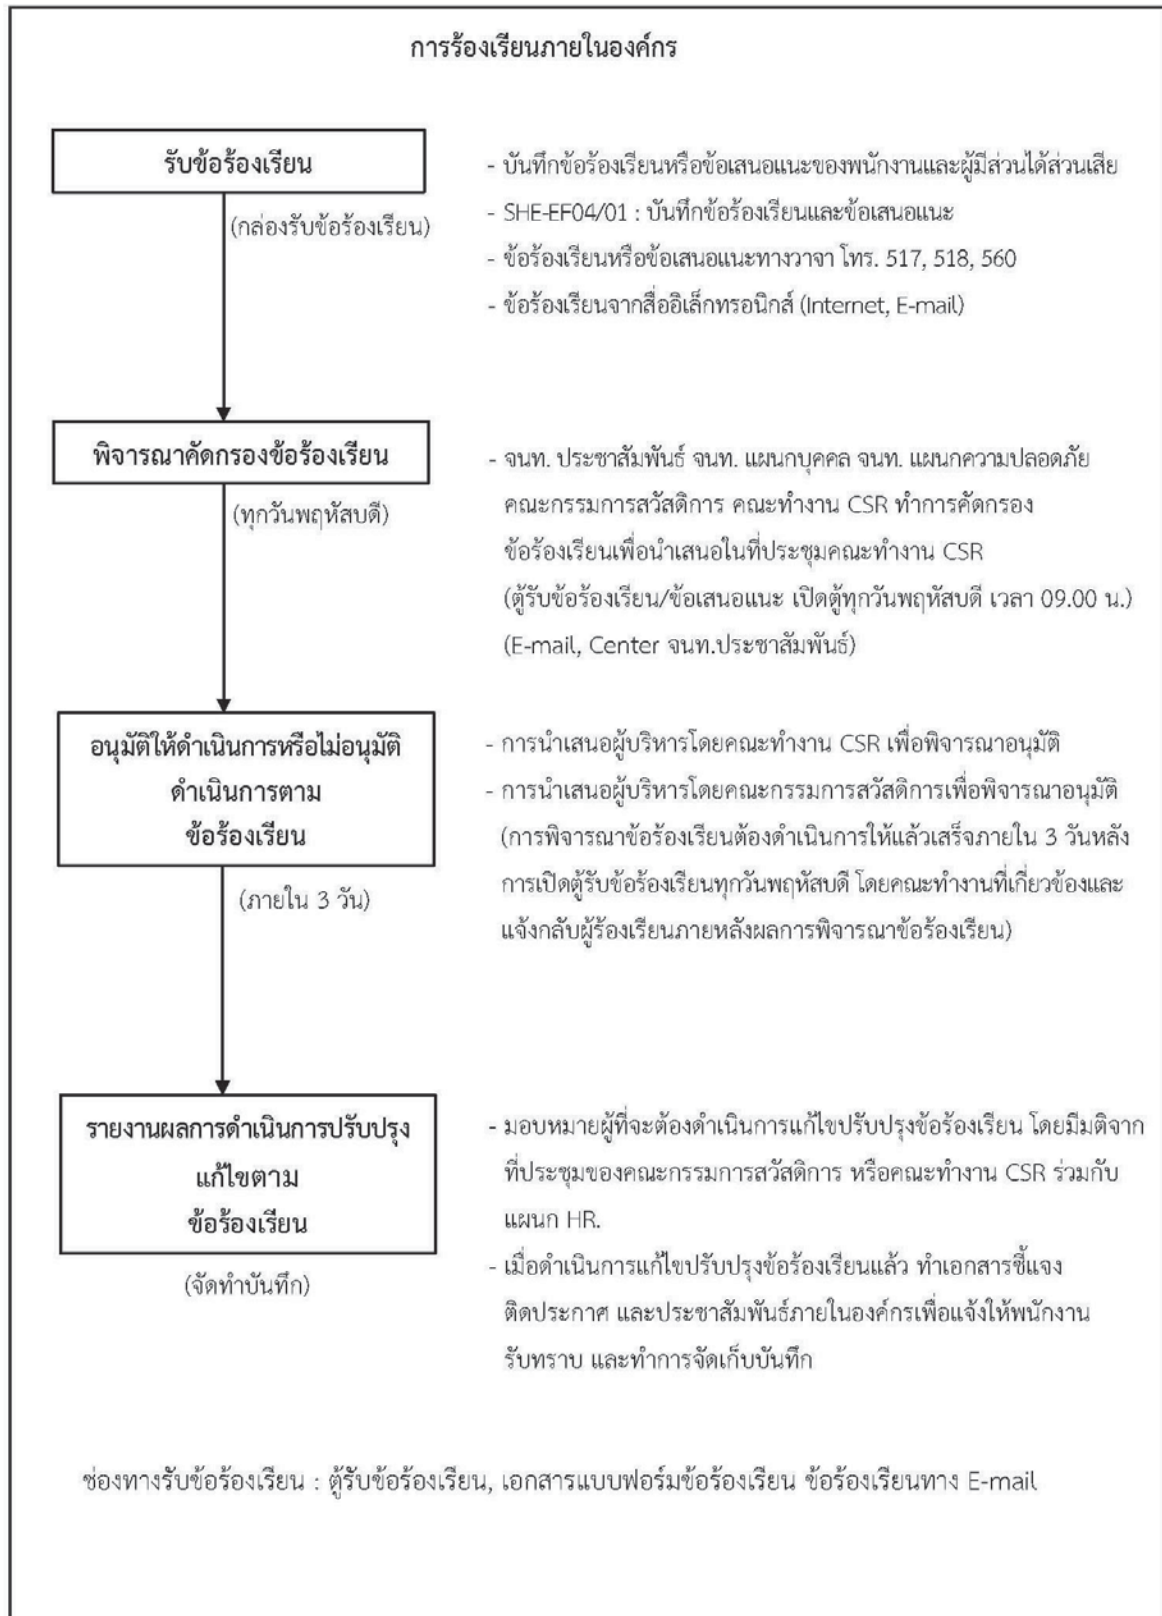 การร้องเรียนภายในองค์กร
รับข้อร้องเรียน
(กล่องรับข้อร้องเรียน)
- บันทึกข้อร้องเรียนหรือข้อเสนอแนะของพนักงานและผู้มีส่วนได้ส่วนเสีย
- SHE-EF04/01 : บันทึกข้อร้องเรียนและข้อเสนอแนะ
- ข้อร้องเรียนหรือข้อเสนอแนะทางวาจา โทร. 517, 518, 560
- ข้อร้องเรียนจากสื่ออิเล็กทรอนิกส์ (Internet, E-mail)
พิจารณาคัดกรองข้อร้องเรียน
(ทุกวันพฤหัสบดี)
- จนท. ประชาสัมพันธ์ จนท. แผนกบุคคล จนท. แผนกความปลอดภัย
คณะกรรมการสวัสดิการ คณะทำงาน CSR ทำการคัดกรอง
ข้อร้องเรียนเพื่อนำเสนอในที่ประชุมคณะทำงาน CSR
(ตู้รับข้อร้องเรียน/ข้อเสนอแนะ เปิดตู้ทุกวันพฤหัสบดี เวลา 09.00 น.)
(E-mail, Center จนท.ประชาสัมพันธ์)
อนุมัติให้ดำเนินการหรือไม่อนุมัติ
ดำเนินการตาม
ข้อร้องเรียน
(ภายใน 3 วัน)
- การนำเสนอผู้บริหารโดยคณะทำงาน CSR เพื่อพิจารณาอนุมัติ
- การนำเสนอผู้บริหารโดยคณะกรรมการสวัสดิการเพื่อพิจารณาอนุมัติ
(การพิจารณาข้อร้องเรียนต้องดำเนินการให้แล้วเสร็จภายใน 3 วันหลัง
การเปิดตู้รับข้อร้องเรียนทุกวันพฤหัสบดี โดยคณะทำงานที่เกี่ยวข้องและ
แจ้งกลับผู้ร้องเรียนภายหลังผลการพิจารณาข้อร้องเรียน)
รายงานผลการดำเนินการปรับปรุง
แก้ไขตาม
ข้อร้องเรียน
(จัดทำบันทึก)
- มอบหมายผู้ที่จะต้องดำเนินการแก้ไขปรับปรุงข้อร้องเรียน โดยมีมติจาก
ที่ประชุมของคณะกรรมการสวัสดิการ หรือคณะทำงาน CSR ร่วมกับ
แผนก HR.
- เมื่อดำเนินการแก้ไขปรับปรุงข้อร้องเรียนแล้ว ทำเอกสารชี้แจง
ติดประกาศ และประชาสัมพันธ์ภายในองค์กรเพื่อแจ้งให้พนักงาน
รับทราบ และทำการจัดเก็บบันทึก
ช่องทางรับข้อร้องเรียน : ตู้รับข้อร้องเรียน, เอกสารแบบฟอร์มข้อร้องเรียน ข้อร้องเรียนทาง E-mail